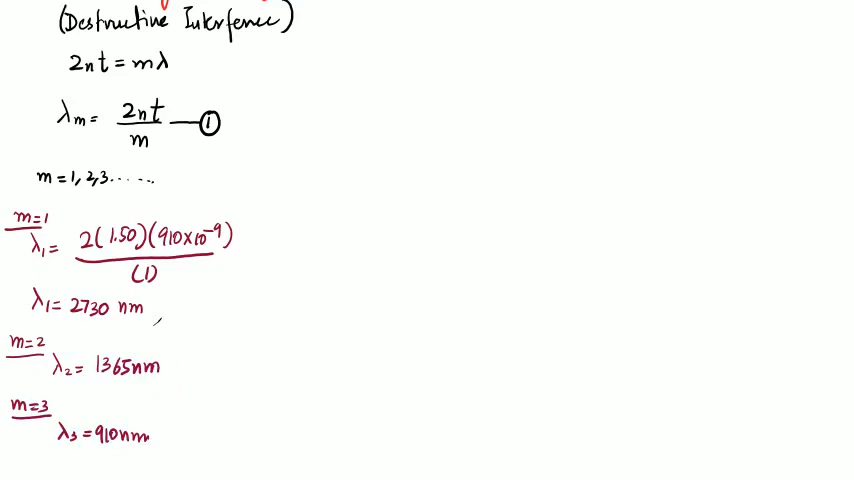 (Destructive Interfence)
2nt = mλ
λm = 2nt/m —①
m = 1, 2, 3......
m=1
λ1 = 2(1.50)(910×10⁻⁹)/(1)
λ1 = 2730 nm
m=2
λ2 = 1365nm
m=3
λ3 = 910nm